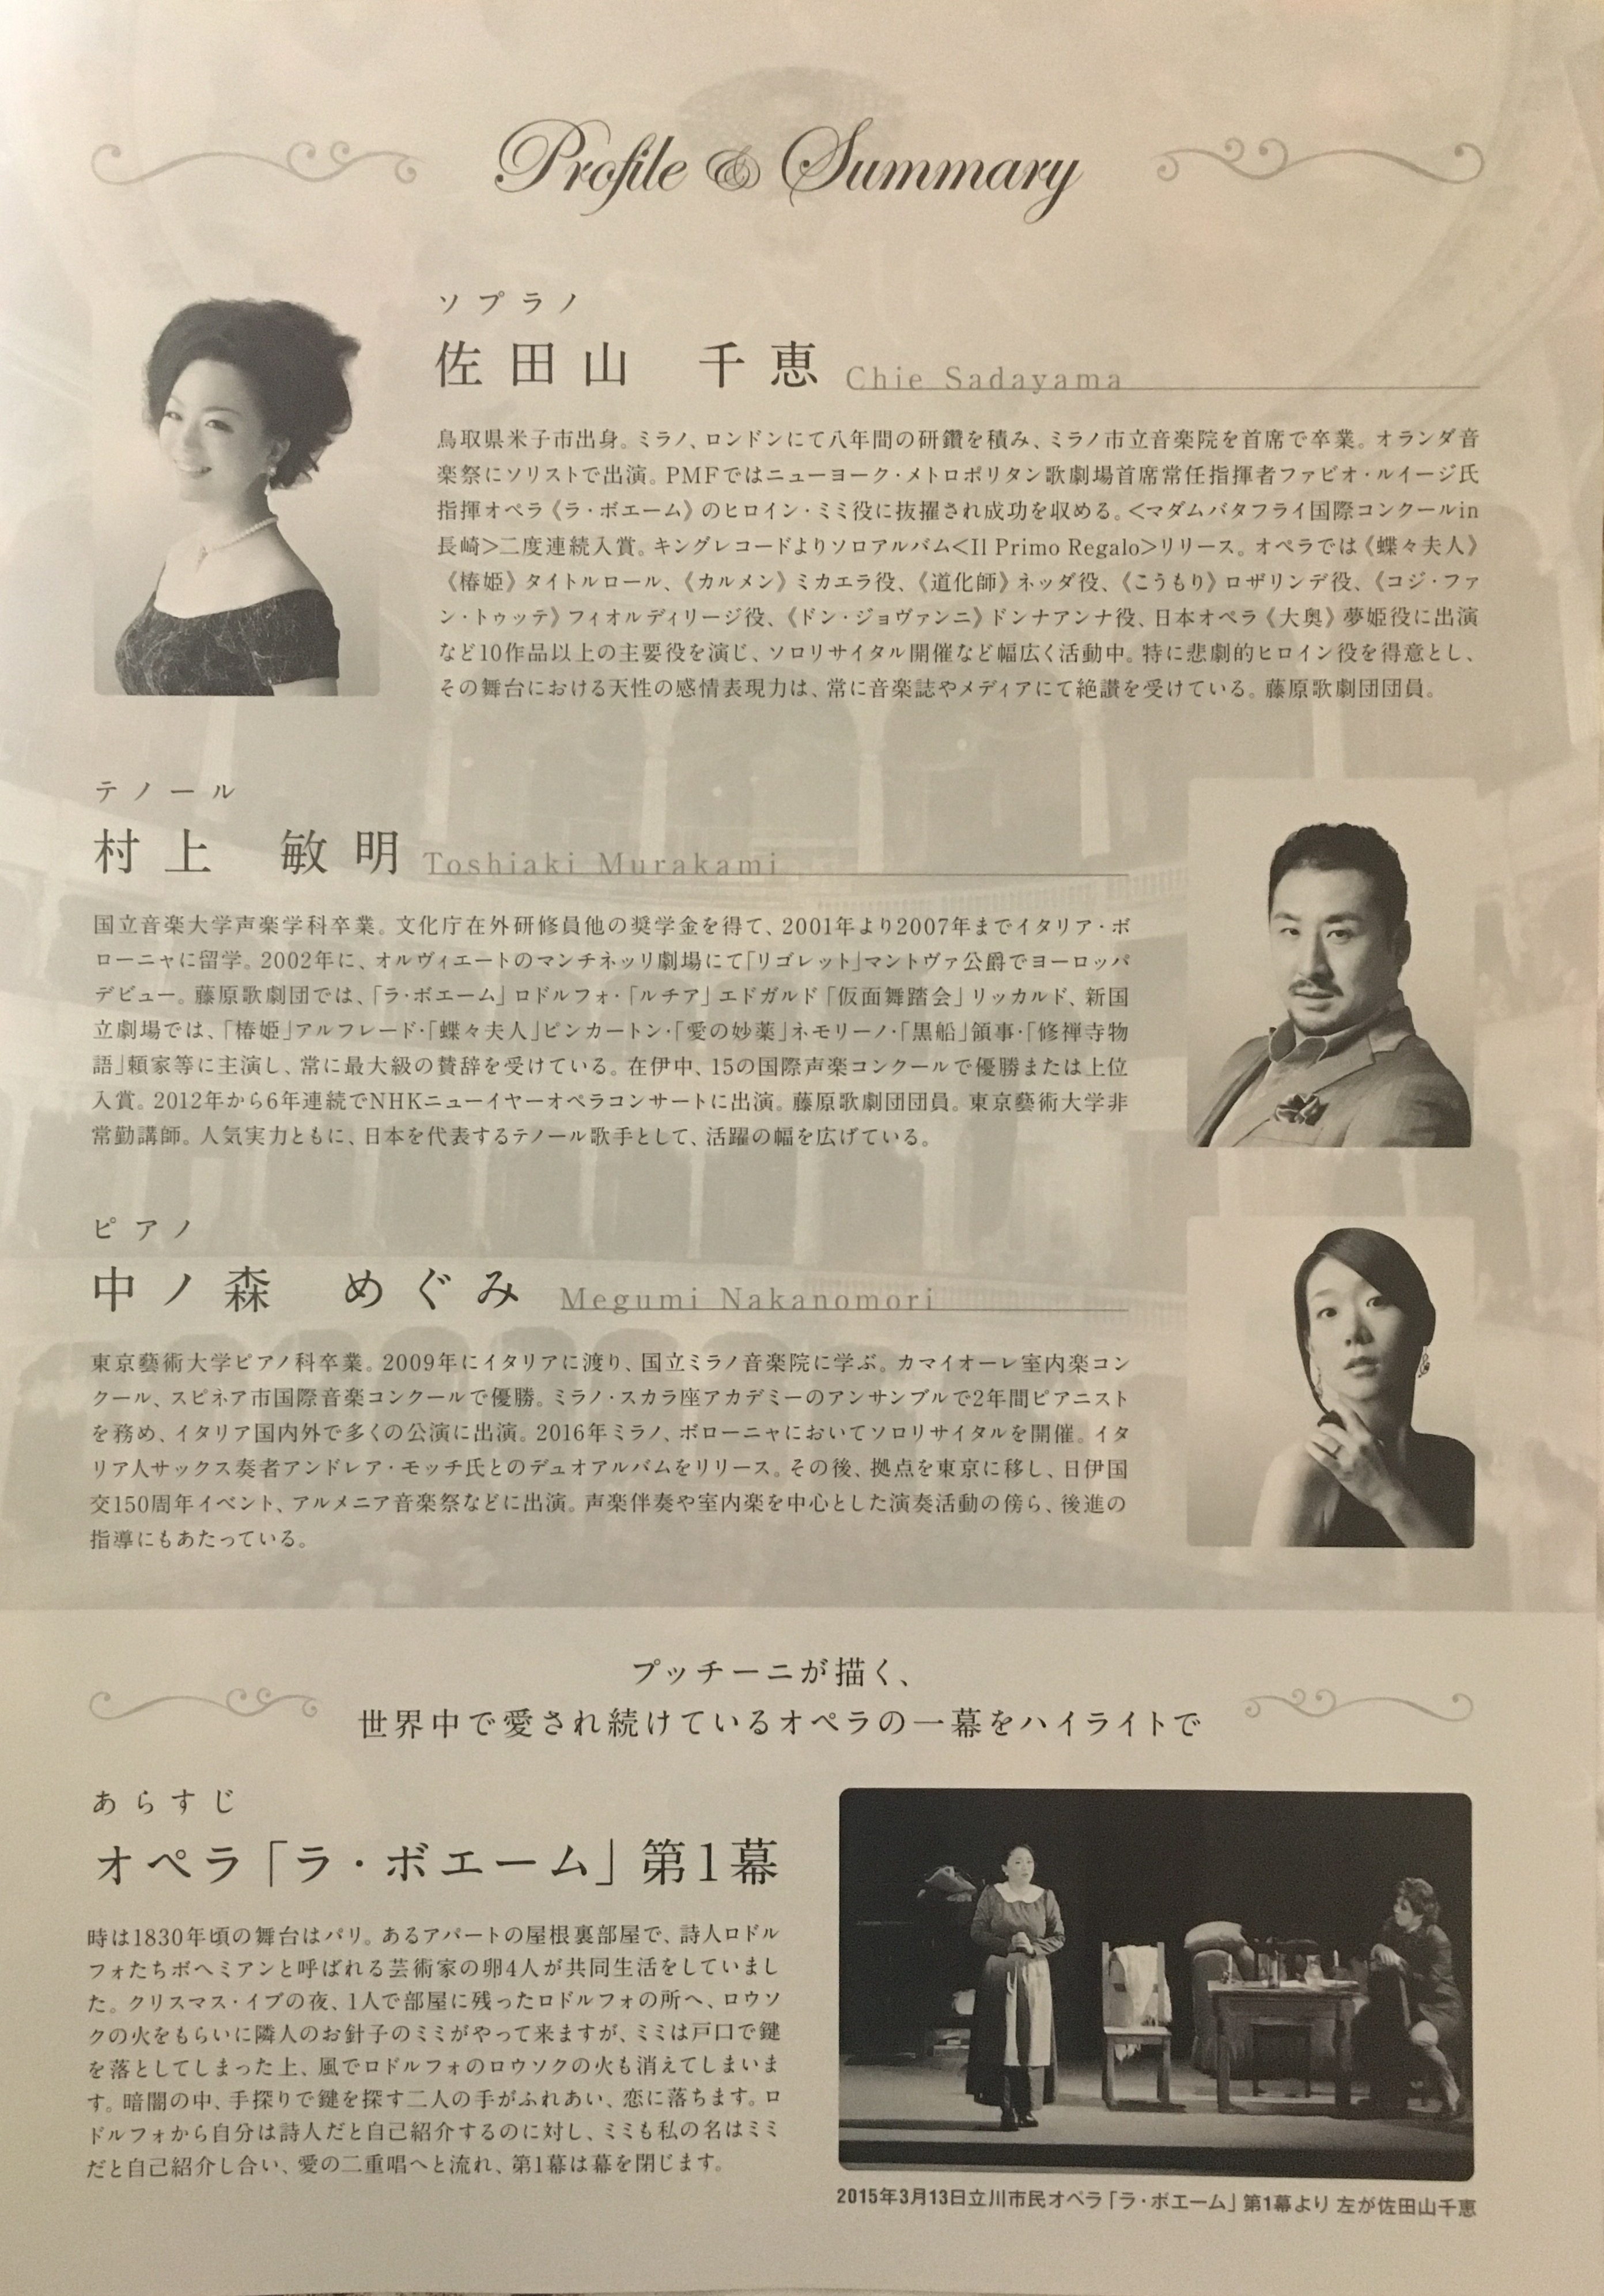 Profile & Summary
ソプラノ
佐田山 千恵 Chie Sadayama
鳥取県米子市出身。ミラノ、ロンドンにて八年間の研鑽を積み、ミラノ市立音楽院を首席で卒業。オランダ音
楽祭にソリストで出演。PMFではニューヨーク・メトロポリタン歌劇場首席常任指揮者ファビオ・ルイージ氏
指揮オペラ《ラ・ボエーム》のヒロイン・ミミ役に抜擢され成功を収める。<マダムバタフライ国際コンクールin
長崎>二度連続入賞。キングレコードよりソロアルバム<Il Primo Regalo>リリース。オペラでは《蝶々夫人》
《椿姫》タイトルロール、《カルメン》ミカエラ役、《道化師》ネッダ役、《こうもり》ロザリンデ役、《コジ・ファ
ン・トゥッテ》フィオルディリージ役、《ドン・ジョヴァンニ》ドンナアンナ役、日本オペラ《大奥》夢姫役に出演
など10作品以上の主要役を演じ、ソロリサイタル開催など幅広く活動中。特に悲劇的ヒロイン役を得意とし、
その舞台における天性の感情表現力は、常に音楽誌やメディアにて絶讃を受けている。藤原歌劇団団員。
テノール
村上 敏明 Toshiaki Murakami
国立音楽大学声楽学科卒業。文化庁在外研修員他の奨学金を得て、2001年より2007年までイタリア・ボ
ローニャに留学。2002年に、オルヴィエートのマンチネッリ劇場にて「リゴレット」マントヴァ公爵でヨーロッパ
デビュー。藤原歌劇団では、「ラ・ボエーム」ロドルフォ・「ルチア」エドガルド「仮面舞踏会」リッカルド、新国
立劇場では、「椿姫」アルフレード・「蝶々夫人」ピンカートン・「愛の妙薬」ネモリーノ・「黒船」領事・「修禅寺物
語」頼家等に主演し、常に最大級の賛辞を受けている。在伊中、15の国際声楽コンクールで優勝または上位
入賞。2012年から6年連続でNHKニューイヤーオペラコンサートに出演。藤原歌劇団団員。東京藝術大学非
常勤講師。人気実力ともに、日本を代表するテノール歌手として、活躍の幅を広げている。
ピアノ
中ノ森 めぐみ Megumi Nakanomori
東京藝術大学ピアノ科卒業。2009年にイタリアに渡り、国立ミラノ音楽院に学ぶ。カマイオーレ室内楽コン
クール、スピネア市国際音楽コンクールで優勝。ミラノ・スカラ座アカデミーのアンサンブルで2年間ピアニスト
を務め、イタリア国内外で多くの公演に出演。2016年ミラノ、ボローニャにおいてソロリサイタルを開催。イタ
リア人サックス奏者アンドレア・モッチ氏とのデュオアルバムをリリース。その後、拠点を東京に移し、日伊国
交150周年イベント、アルメニア音楽祭などに出演。声楽伴奏や室内楽を中心とした演奏活動の傍ら、後進の
指導にもあたっている。
プッチーニが描く、
世界中で愛され続けているオペラの一幕をハイライトで
あらすじ
オペラ「ラ・ボエーム」第1幕
時は1830年頃の舞台はパリ。あるアパートの屋根裏部屋で、詩人ロドル
フォたちボヘミアンと呼ばれる芸術家の卵4人が共同生活をしていまし
た。クリスマス・イブの夜、1人で部屋に残ったロドルフォの所へ、ロウソ
クの火をもらいに隣人のお針子のミミがやって来ますが、ミミは戸口で鍵
を落としてしまった上、風でロドルフォのロウソクの火も消えてしまいま
す。暗闇の中、手探りで鍵を探す二人の手がふれあい、恋に落ちます。ロ
ドルフォから自分は詩人だと自己紹介するのに対し、ミミも私の名はミミ
だと自己紹介し合い、愛の二重唱へと流れ、第1幕は幕を閉じます。
2015年3月13日立川市民オペラ「ラ・ボエーム」第1幕より 左が佐田山千恵